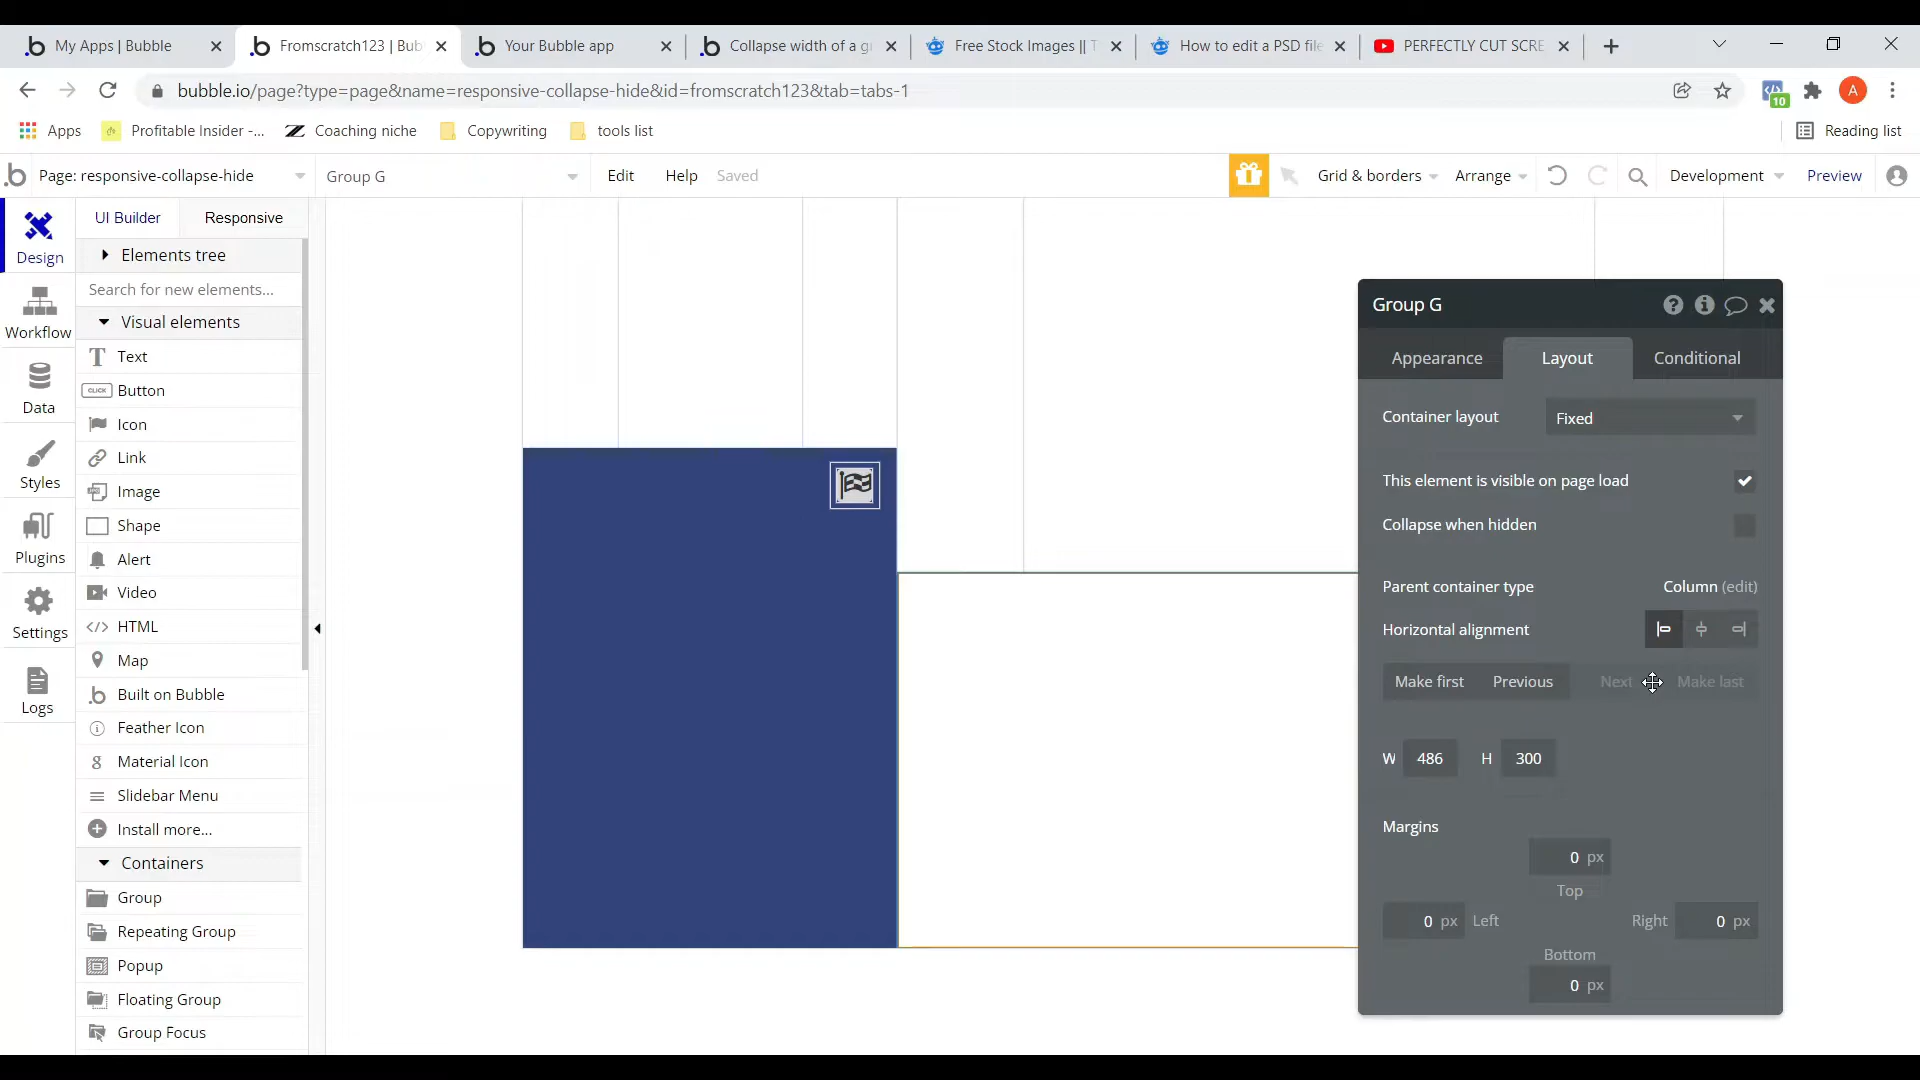 My Apps | Bubble
Fromscratch123 | Bub
Your Bubble app
Collapse width of a g
Free Stock Images || T
How to edit a PSD file
PERFECTLY CUT SCRE
bubble.io/page?type=page&name=responsive-collapse-hide&id=fromscratch123&tab=tabs-1
10
A
Apps
Profitable Insider -...
Coaching niche
Copywriting
tools list
Reading list
Page: responsive-collapse-hide
Group G
Edit
Help
Saved
Grid & borders
Arrange
Development
Preview
Design
Workflow
Data
Styles
Plugins
Settings
Logs
UI Builder
Responsive
Elements tree
Search for new elements...
Visual elements
Text
CLICK Button
Icon
Link
Image
Shape
Alert
Video
</> HTML
Map
Built on Bubble
Feather Icon
Material Icon
Slidebar Menu
Install more...
Containers
Group
Repeating Group
Popup
Floating Group
Group Focus
Group G
Appearance
Layout
Conditional
Container layout
Fixed
This element is visible on page load
Collapse when hidden
Parent container type
Column (edit)
Horizontal alignment
Make first
Previous
Next
Make last
W 486
H 300
Margins
0 px
Top
0 px Left
Right 0 px
Bottom
0 px